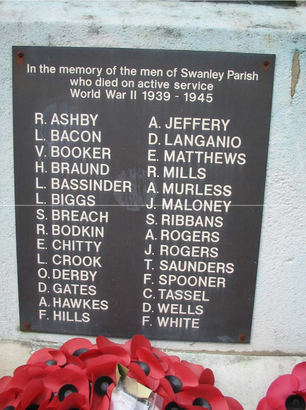 In the memory of the men of Swanley Parish
who died on active service
World War II 1939 - 1945
R. ASHBY
L. BACON
V. BOOKER
H. BRAUND
L. BASSINDER
L. BIGGS
S. BREACH
R. BODKIN
E. CHITTY
L. CROOK
O. DERBY
D. GATES
A. HAWKES
F. HILLS
A. JEFFERY
D. LANGANIO
E. MATTHEWS
R. MILLS
A. MURLESS
J. MALONEY
S. RIBBANS
A. ROGERS
J. ROGERS
T. SAUNDERS
F. SPOONER
C. TASSEL
D. WELLS
F. WHITE